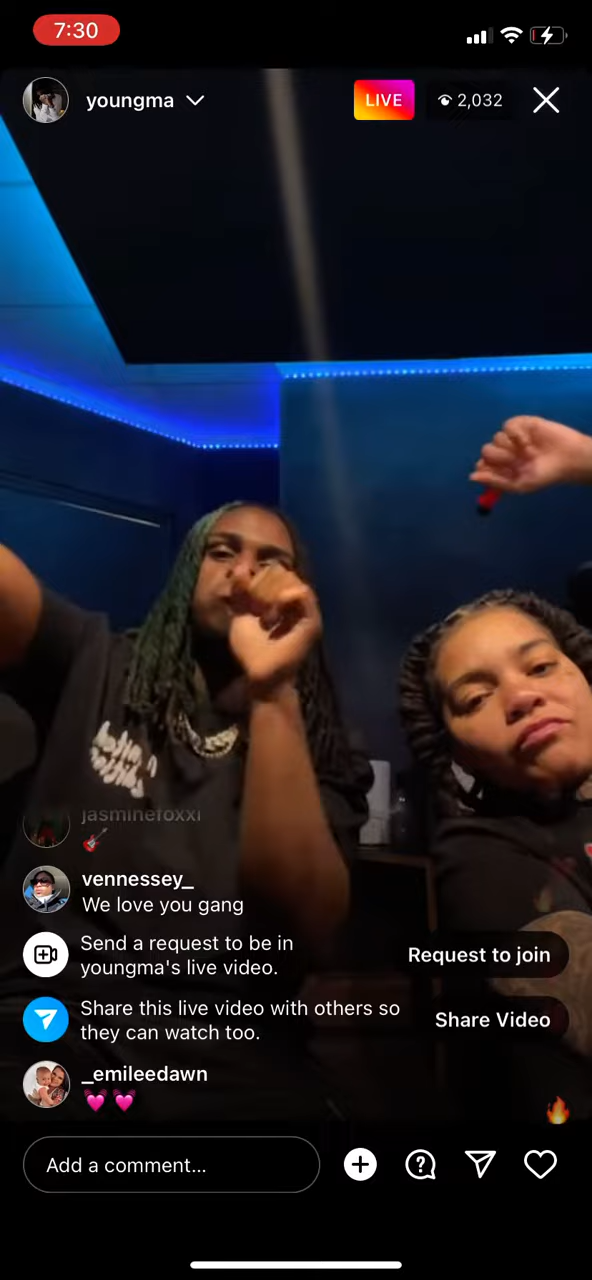 7:30
youngma
LIVE
2,032
jasminefoxxi
vennessey_
We love you gang
Send a request to be in
youngma's live video.
Request to join
Share this live video with others so
they can watch too.
Share Video
_emileedawn
Add a comment...